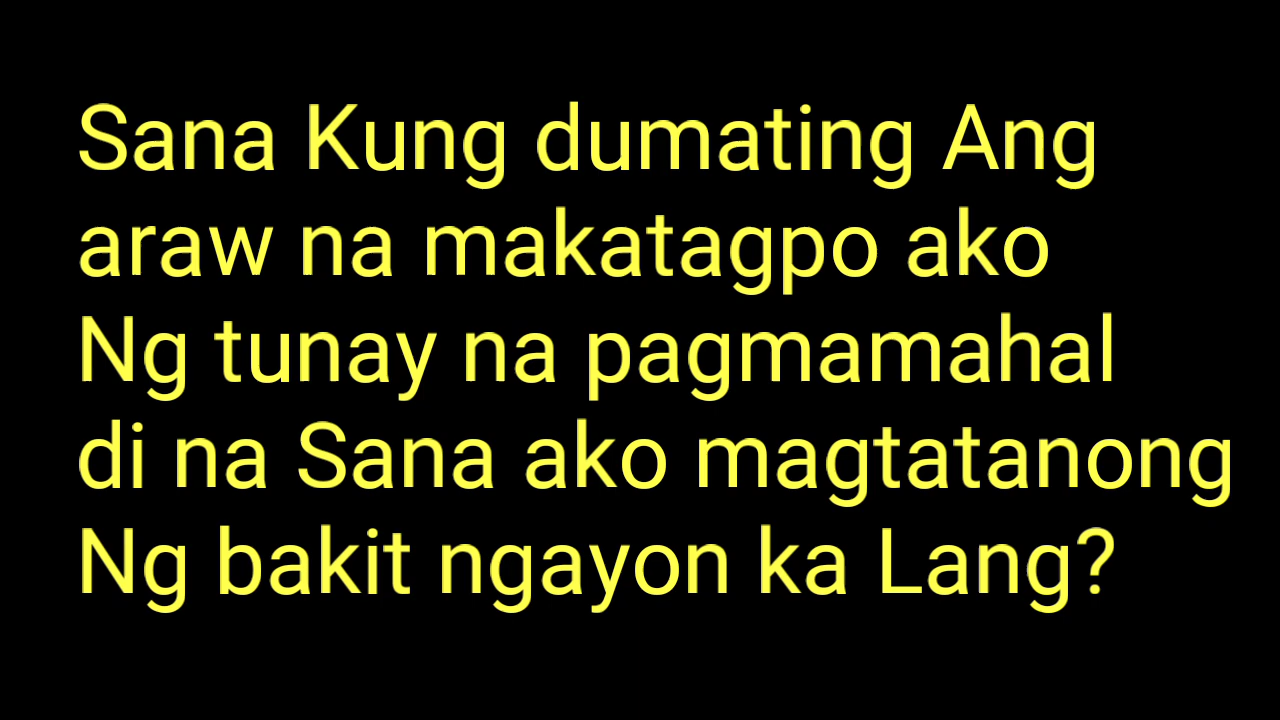 Sana Kung dumating Ang
araw na makatagpo ako
Ng tunay na pagmamahal
di na Sana ako magtatanong
Ng bakit ngayon ka Lang?